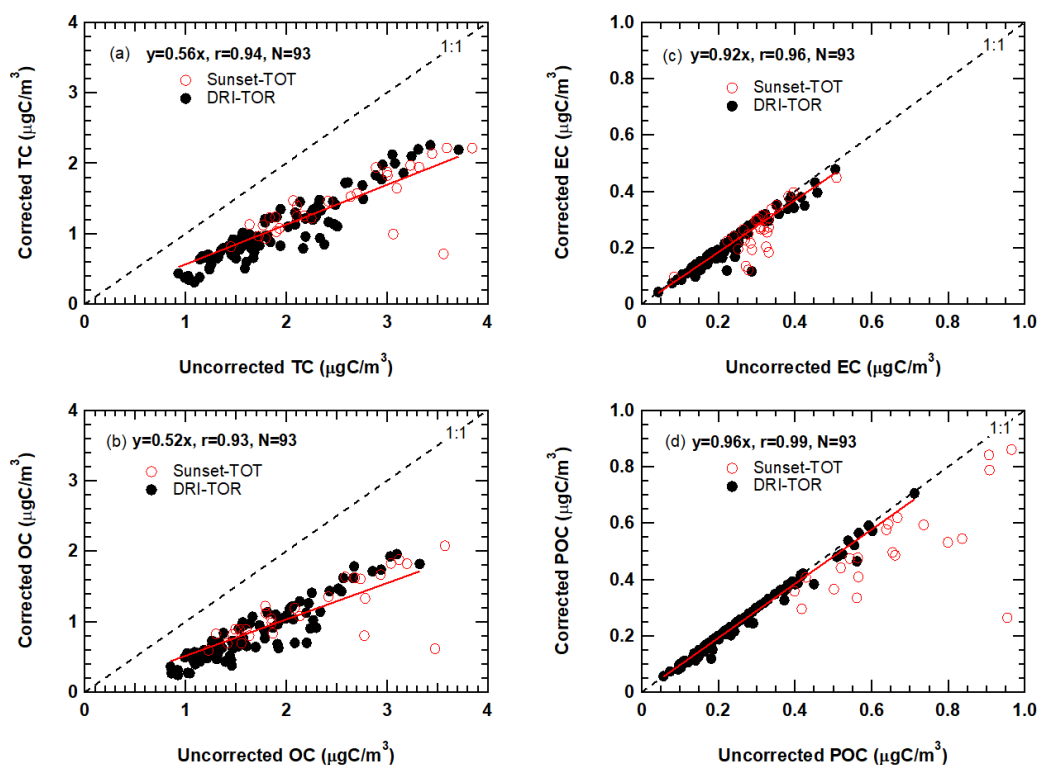 (a) y=0.56x, r=0.94, N=93
1:1
Sunset-TOT
DRI-TOR
Corrected TC (μgC/m³)
4
3
2
1
0
0 1 2 3 4
Uncorrected TC (μgC/m³)
(c) y=0.92x, r=0.96, N=93
1:1
Sunset-TOT
DRI-TOR
Corrected EC (μgC/m³)
1.0
0.8
0.6
0.4
0.2
0.0
0.0 0.2 0.4 0.6 0.8 1.0
Uncorrected EC (μgC/m³)
(b) y=0.52x, r=0.93, N=93
1:1
Sunset-TOT
DRI-TOR
Corrected OC (μgC/m³)
4
3
2
1
0
0 1 2 3 4
Uncorrected OC (μgC/m³)
(d) y=0.96x, r=0.99, N=93
1:1
Sunset-TOT
DRI-TOR
Corrected POC (μgC/m³)
1.0
0.8
0.6
0.4
0.2
0.0
0.0 0.2 0.4 0.6 0.8 1.0
Uncorrected POC (μgC/m³)